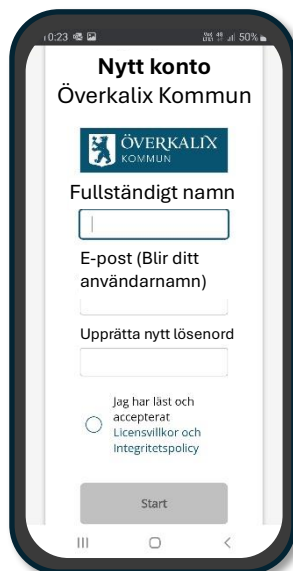 10:23 50%
Nytt konto
Överkalix Kommun
ÖVERKALIX
KOMMUN
Fullständigt namn
E-post (Blir ditt
användarnamn)
Upprätta nytt lösenord
Jag har läst och
accepterat
Licensvillkor och
Integritetspolicy
Start